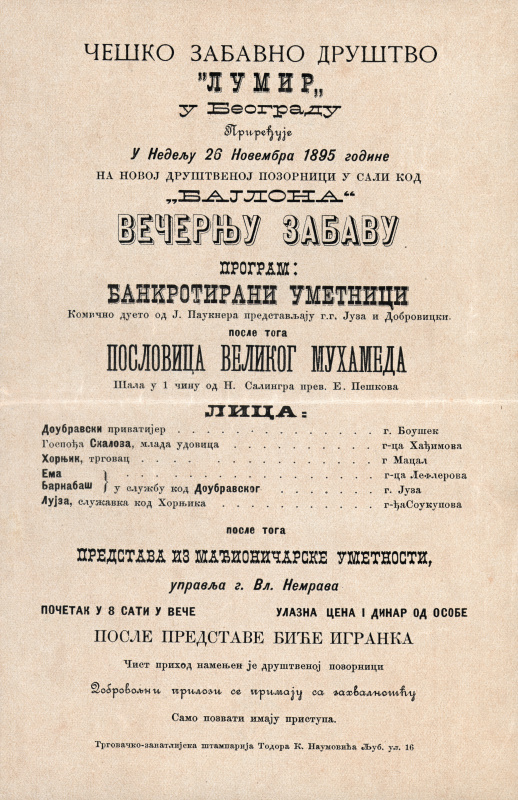 ЧЕШКО ЗАБАВНО ДРУШТВО
"ЛУМИР„
у Београду
Приређује
У Недељу 26 Новембра 1895 године
НА НОВОЈ ДРУШТВЕНОЈ ПОЗОРНИЦИ У САЛИ КОД
„БАЈЛОНА“
ВЕЧЕРЊУ ЗАБАВУ
ПРОГРАМ:
БАНКРОТИРАНИ УМЕТНИЦИ
Комично дуето од Ј. Паукнера представљају г.г. Јуза и Добровицки.
после тога
ПОСЛОВИЦА ВЕЛИКОГ МУХАМЕДА
Шала у 1 чину од Н. Салингра прев. Е. Пешкова
ЛИЦА:
Доубравски приватијер . . . . . . . . . . . . . г. Боушек
Госпођа Скалоза, млада удовица . . . . . . . . . г-ца Хаџимова
Хорњик, трговац . . . . . . . . . . . . . . . г Мацал
Ема г-ца Лефлерова
Барнабаш } у службу код Доубравског . . . . . . . г. Јуза
Лујза, служавка код Хорњика . . . . . . . . . . г-ђаСоукупова
после тога
ПРЕДСТАВА ИЗ МАЂИОНИЧАРСКЕ УМЕТНОСТИ,
управља г. Вл. Немрава
ПОЧЕТАК У 8 САТИ У ВЕЧЕ УЛАЗНА ЦЕНА I ДИНАР ОД ОСОБЕ
ПОСЛЕ ПРЕДСТАВЕ БИЋЕ ИГРАНКА
Чист приход намењен је друштвеној позорници
Добровољни прилози се примају са захвалношћу
Само позвати имају приступа.
Трговачко-занатлијска штампарија Тодора К. Наумовића Љуб. ул. 16